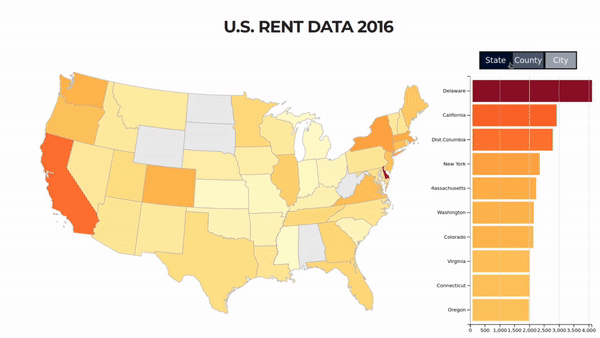 U.S. RENT DATA 2016
State County City
Delaware
California
Dist.Columbia
New York
Massachusetts
Washington
Colorado
Virginia
Connecticut
Oregon
0 500 1,000 1,500 2,000 2,500 3,000 3,500 4,000